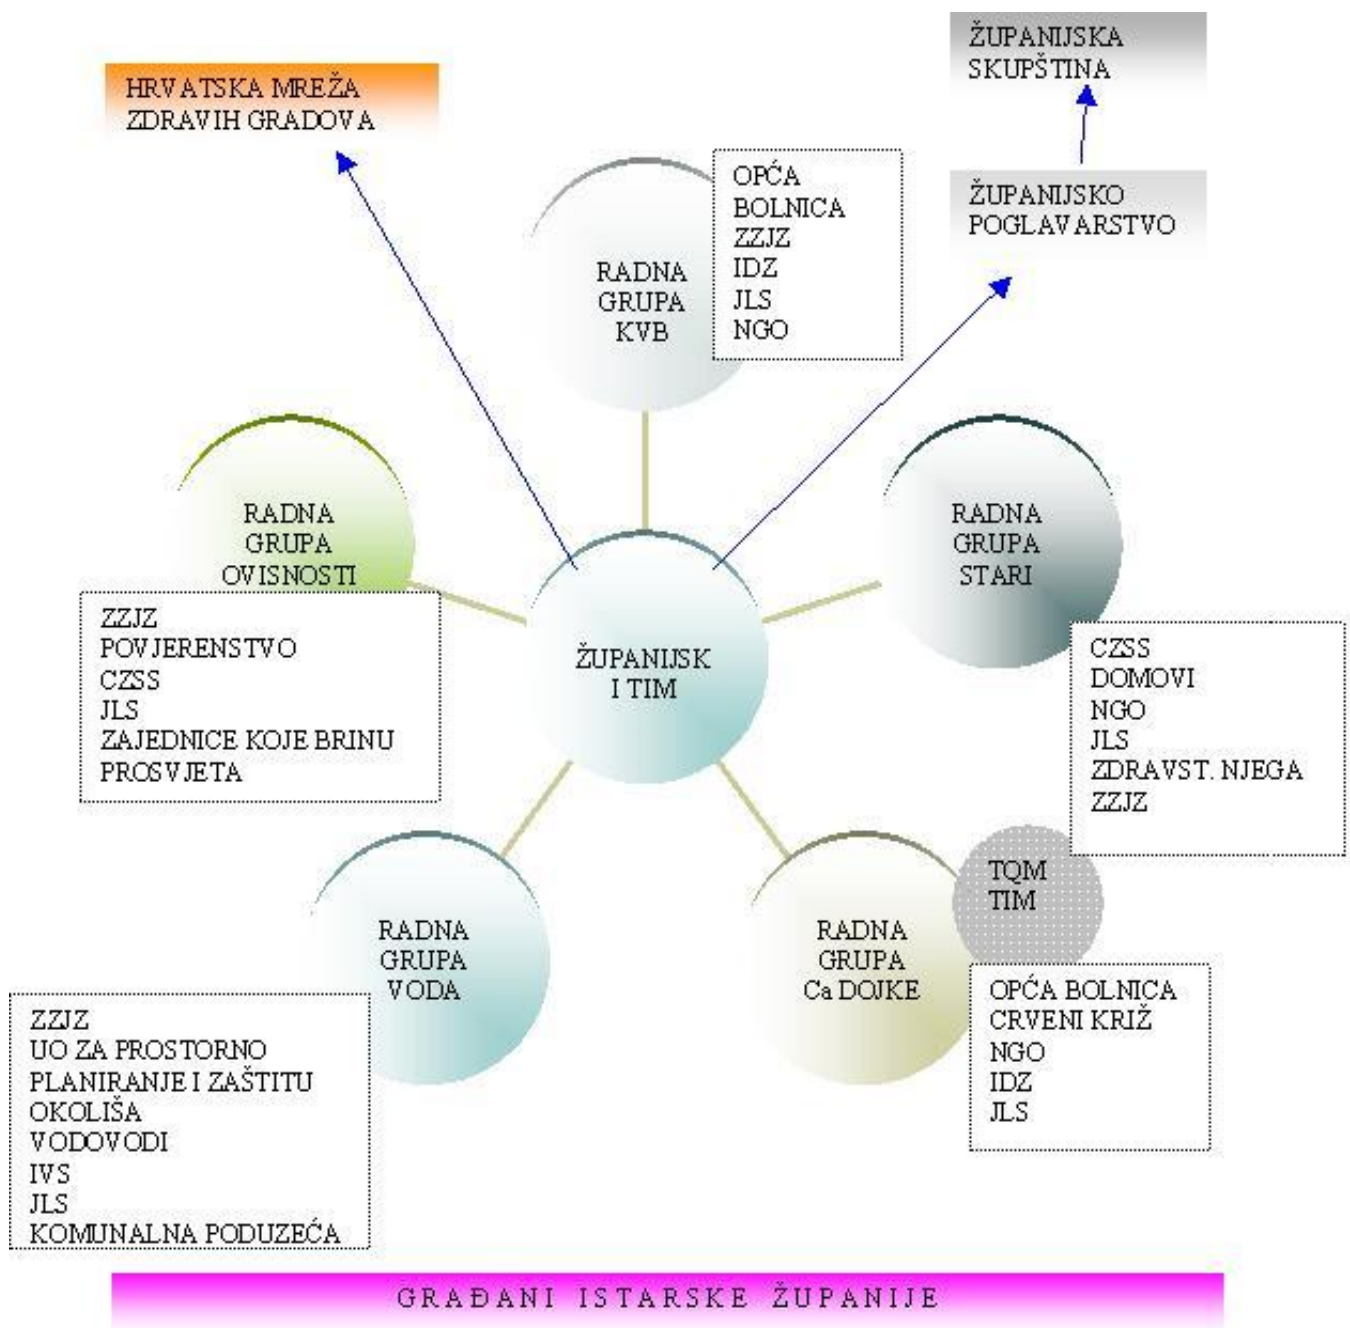 HRVATSKA MREŽA
ZDRAVIH GRADOVA
ŽUPANIJSKA
SKUPŠTINA
ŽUPANIJSKO
POGLAVARSTVO
RADNA
GRUPA
KVB
OPĆA
BOLNICA
ZZJZ
IDZ
JLS
NGO
RADNA
GRUPA
OVISNOSTI
ZZJZ
POVJERENSTVO
CZSS
JLS
ZAJEDNICE KOJE BRINU
PROSVJETA
ŽUPANIJSK
I TIM
RADNA
GRUPA
STARI
CZSS
DOMOVI
NGO
JLS
ZDRAVST. NJEGA
ZZJZ
RADNA
GRUPA
VODA
ZZJZ
UO ZA PROSTORNO
PLANIRANJE I ZAŠTITU
OKOLIŠA
VODOVODI
IVS
JLS
KOMUNALNA PODUZEĆA
RADNA
GRUPA
Ca DOJKE
TQM
TIM
OPĆA BOLNICA
CRVENI KRIŽ
NGO
IDZ
JLS
GRAĐANI ISTARSKE ŽUPANIJE